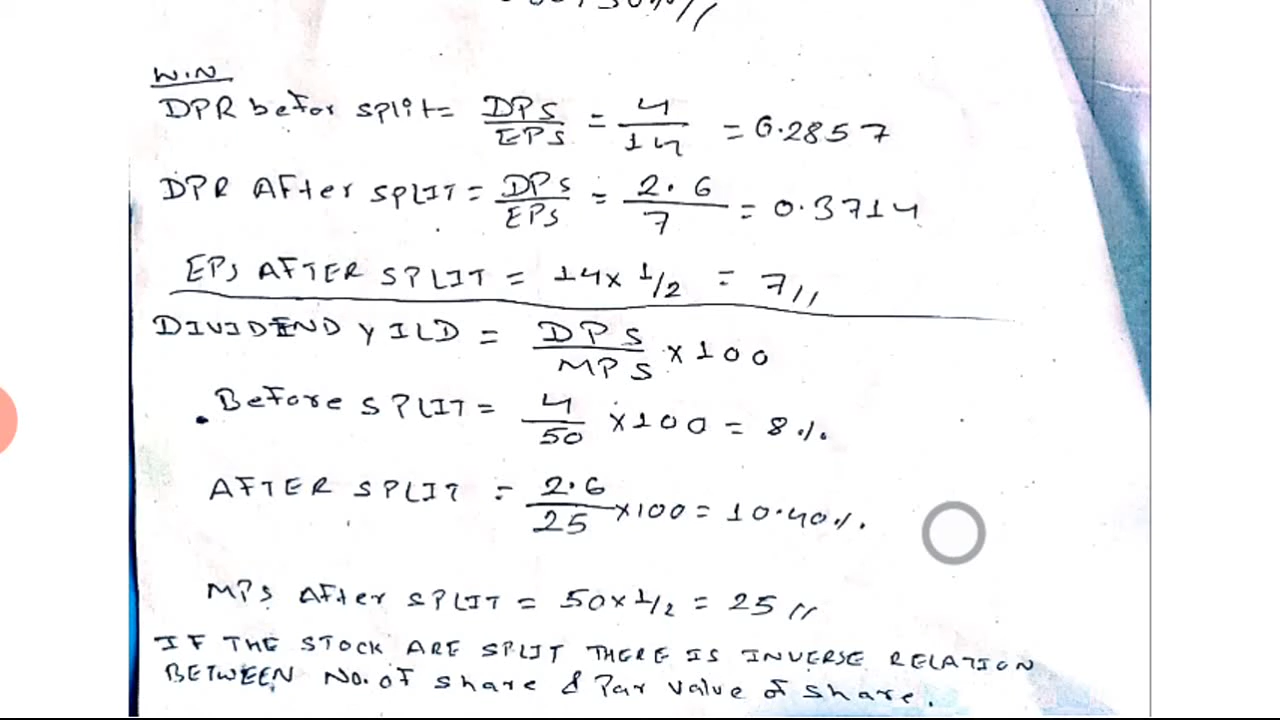 W.N
DPR befor split = DPS/EPS = 4/14 = 0.2857
DPR After SPLIT = DPS/EPS = 2.6/7 = 0.3714
EPS AFTER SPLIT = 14 x 1/2 = 7//
DIVIDEND YILD = DPS/MPS x 100
Before SPLIT = 4/50 x 100 = 8%.
AFTER SPLIT = 2.6/25 x 100 = 10.40%.
MPS After SPLIT = 50 x 1/2 = 25 //
IF THE STOCK ARE SPLIT THERE IS INVERSE RELATION
BETWEEN NO. OF Share & Par value of share.